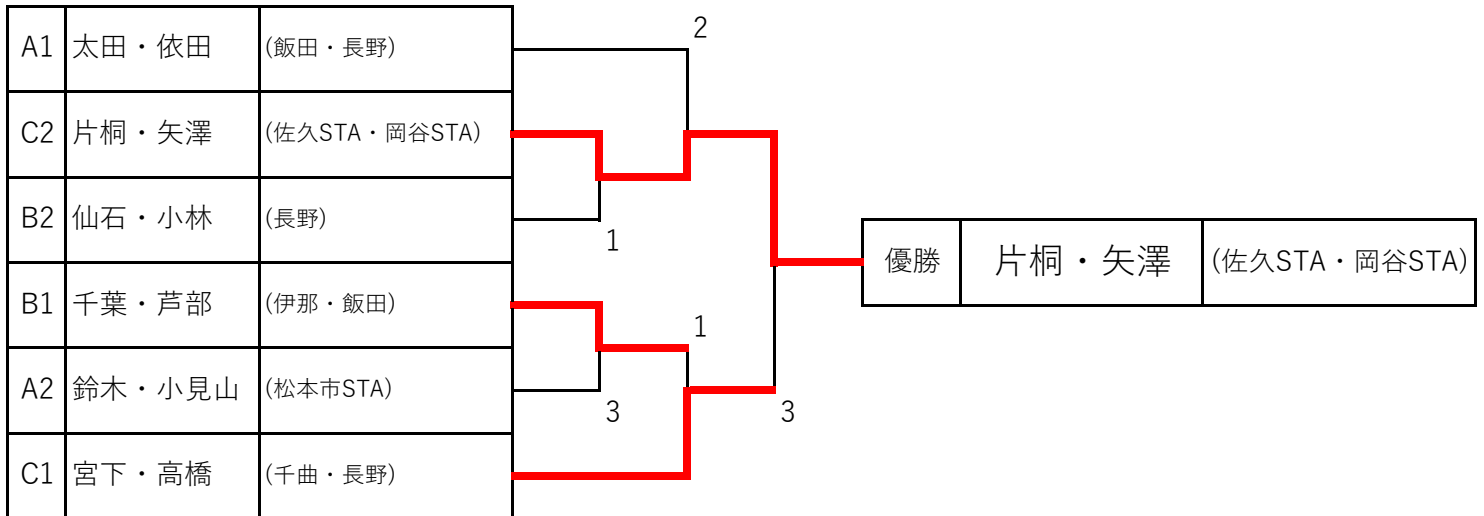 A1 太田・依田 (飯田・長野)
2
C2 片桐・矢澤 (佐久STA・岡谷STA)
B2 仙石・小林 (長野)
1
優勝 片桐・矢澤 (佐久STA・岡谷STA)
B1 千葉・芦部 (伊那・飯田)
1
A2 鈴木・小見山 (松本市STA)
3
3
C1 宮下・高橋 (千曲・長野)